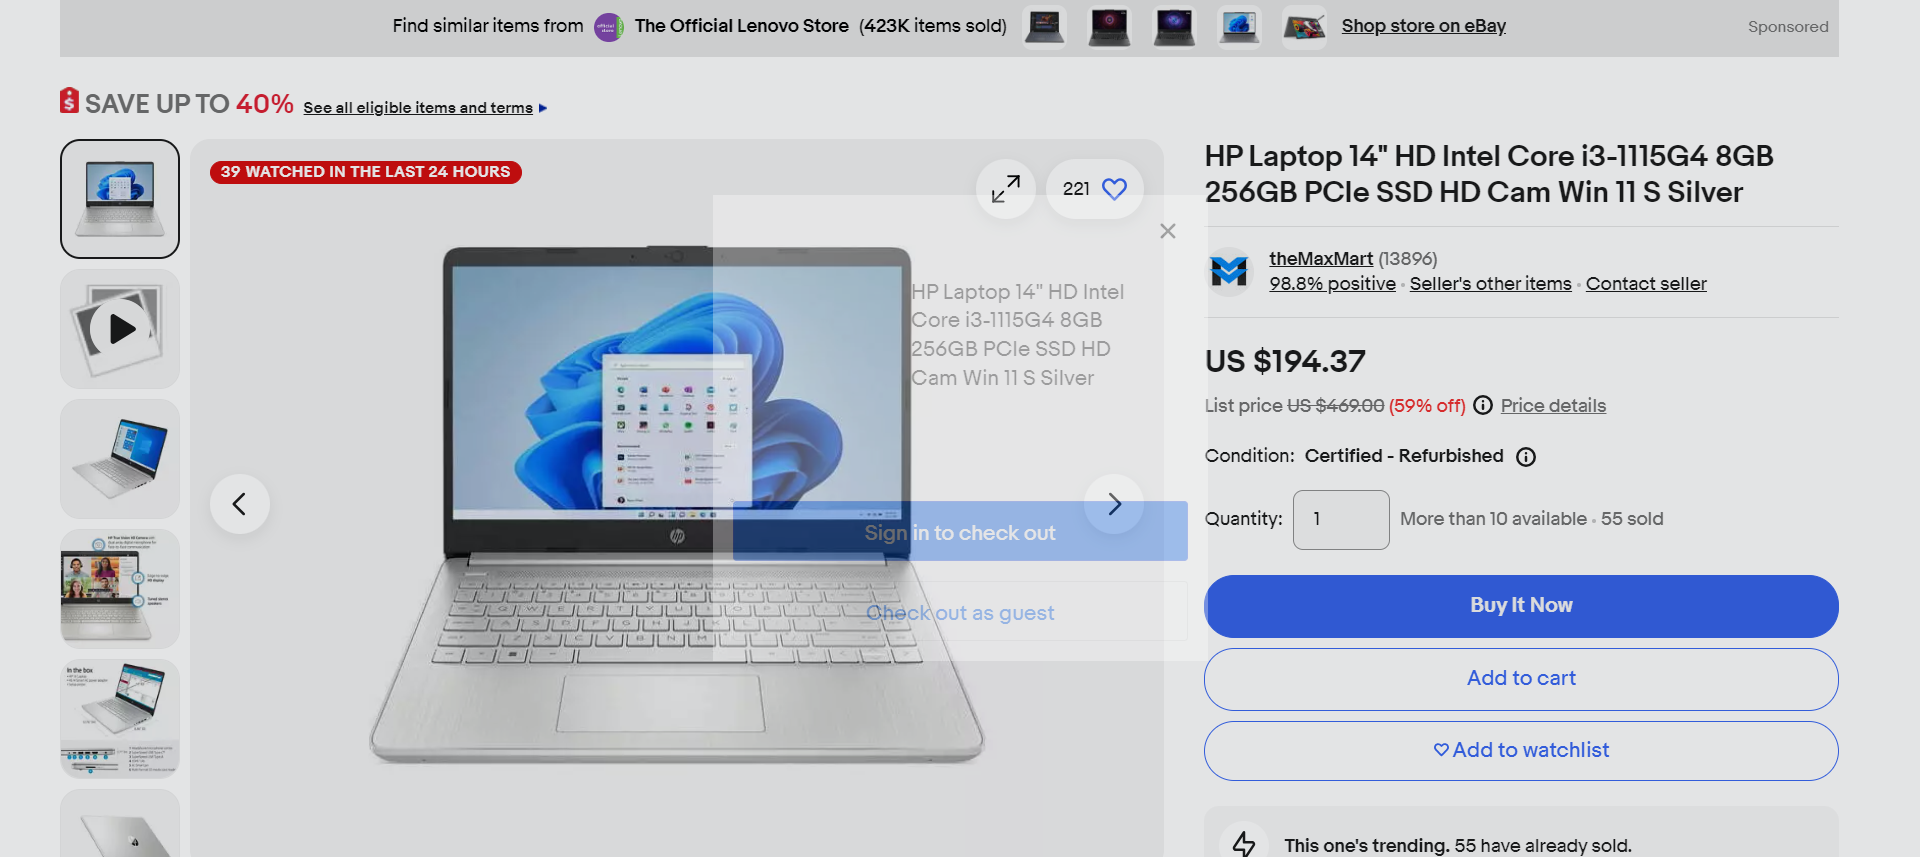 Find similar items from The Official Lenovo Store (423K items sold) Shop store on eBay Sponsored
SAVE UP TO 40% See all eligible items and terms
39 WATCHED IN THE LAST 24 HOURS
221
HP Laptop 14" HD Intel Core i3-1115G4 8GB
256GB PCIe SSD HD Cam Win 11 S Silver
theMaxMart (13896)
98.8% positive · Seller's other items · Contact seller
HP Laptop 14" HD Intel
Core i3-1115G4 8GB
256GB PCIe SSD HD
Cam Win 11 S Silver
US $194.37
List price US $469.00 (59% off) Price details
Condition: Certified - Refurbished
Quantity: 1 More than 10 available · 55 sold
Sign in to check out
Check out as guest
Buy It Now
Add to cart
Add to watchlist
In the box
hp
This one's trending. 55 have already sold.